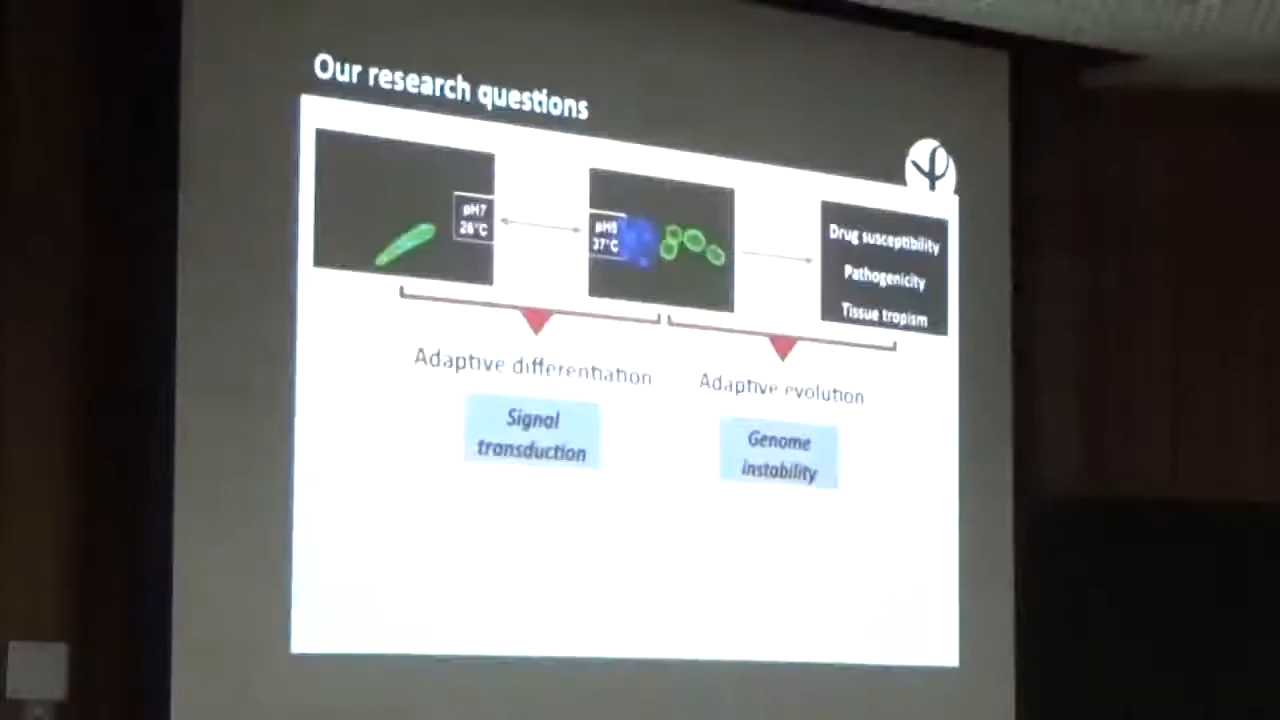 Our research questions
pH7
26°C
37°C
Drug susceptibility
Pathogenicity
Tissue tropism
Adaptive differentiation
Adaptive evolution
Signal
transduction
Genome
instability